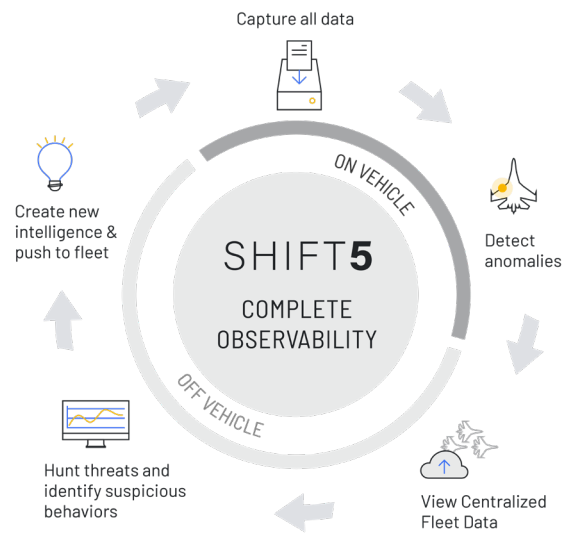 Capture all data
ON VEHICLE
Detect
anomalies
View Centralized
Fleet Data
Hunt threats and
identify suspicious
behaviors
OFF VEHICLE
Create new
intelligence &
push to fleet
SHIFT5
COMPLETE
OBSERVABILITY